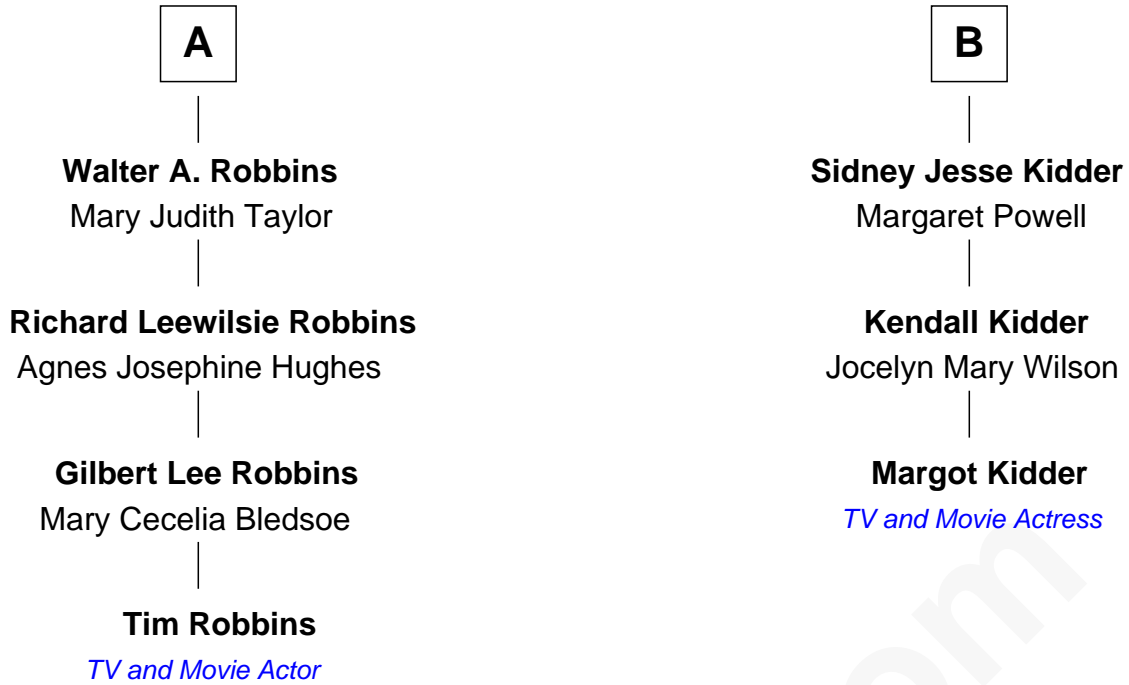 A
Walter A. Robbins
Mary Judith Taylor
Richard Leewilsie Robbins
Agnes Josephine Hughes
Gilbert Lee Robbins
Mary Cecelia Bledsoe
Tim Robbins
TV and Movie Actor
B
Sidney Jesse Kidder
Margaret Powell
Kendall Kidder
Jocelyn Mary Wilson
Margot Kidder
TV and Movie Actress
om